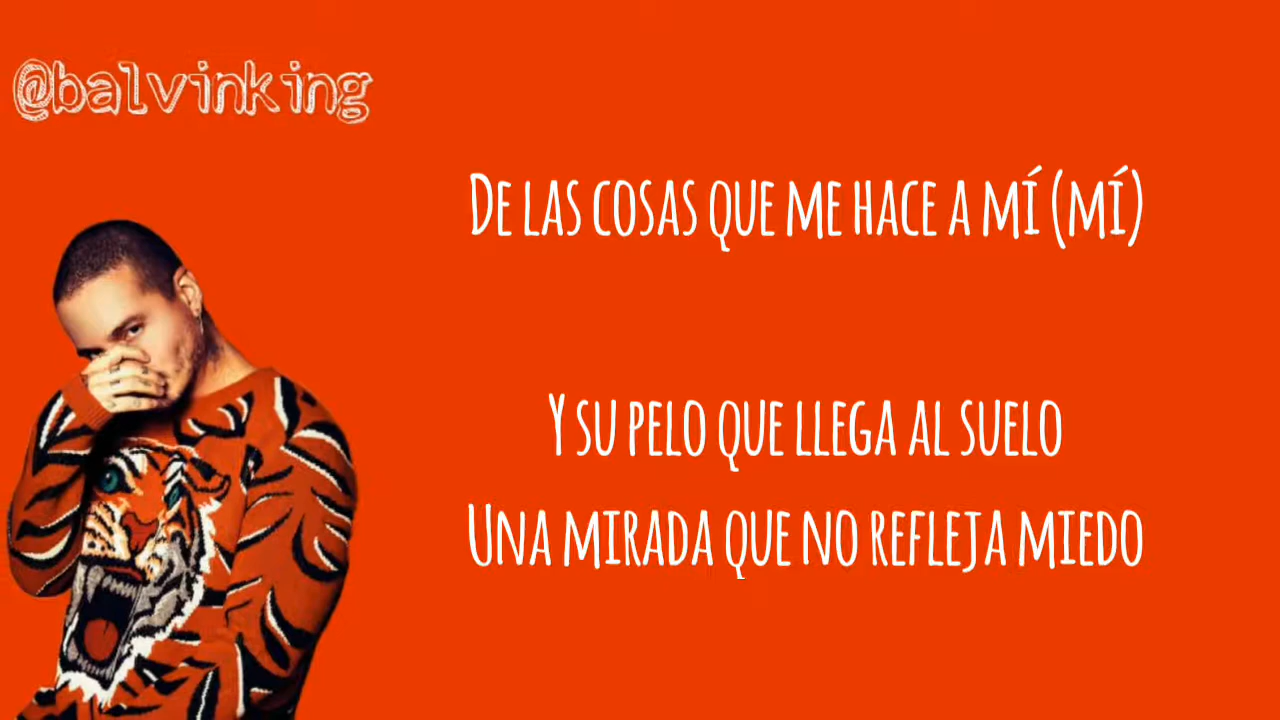 @balvinking
De las cosas que me hace a mí (mí)
Y su pelo que llega al suelo
Una mirada que no refleja miedo